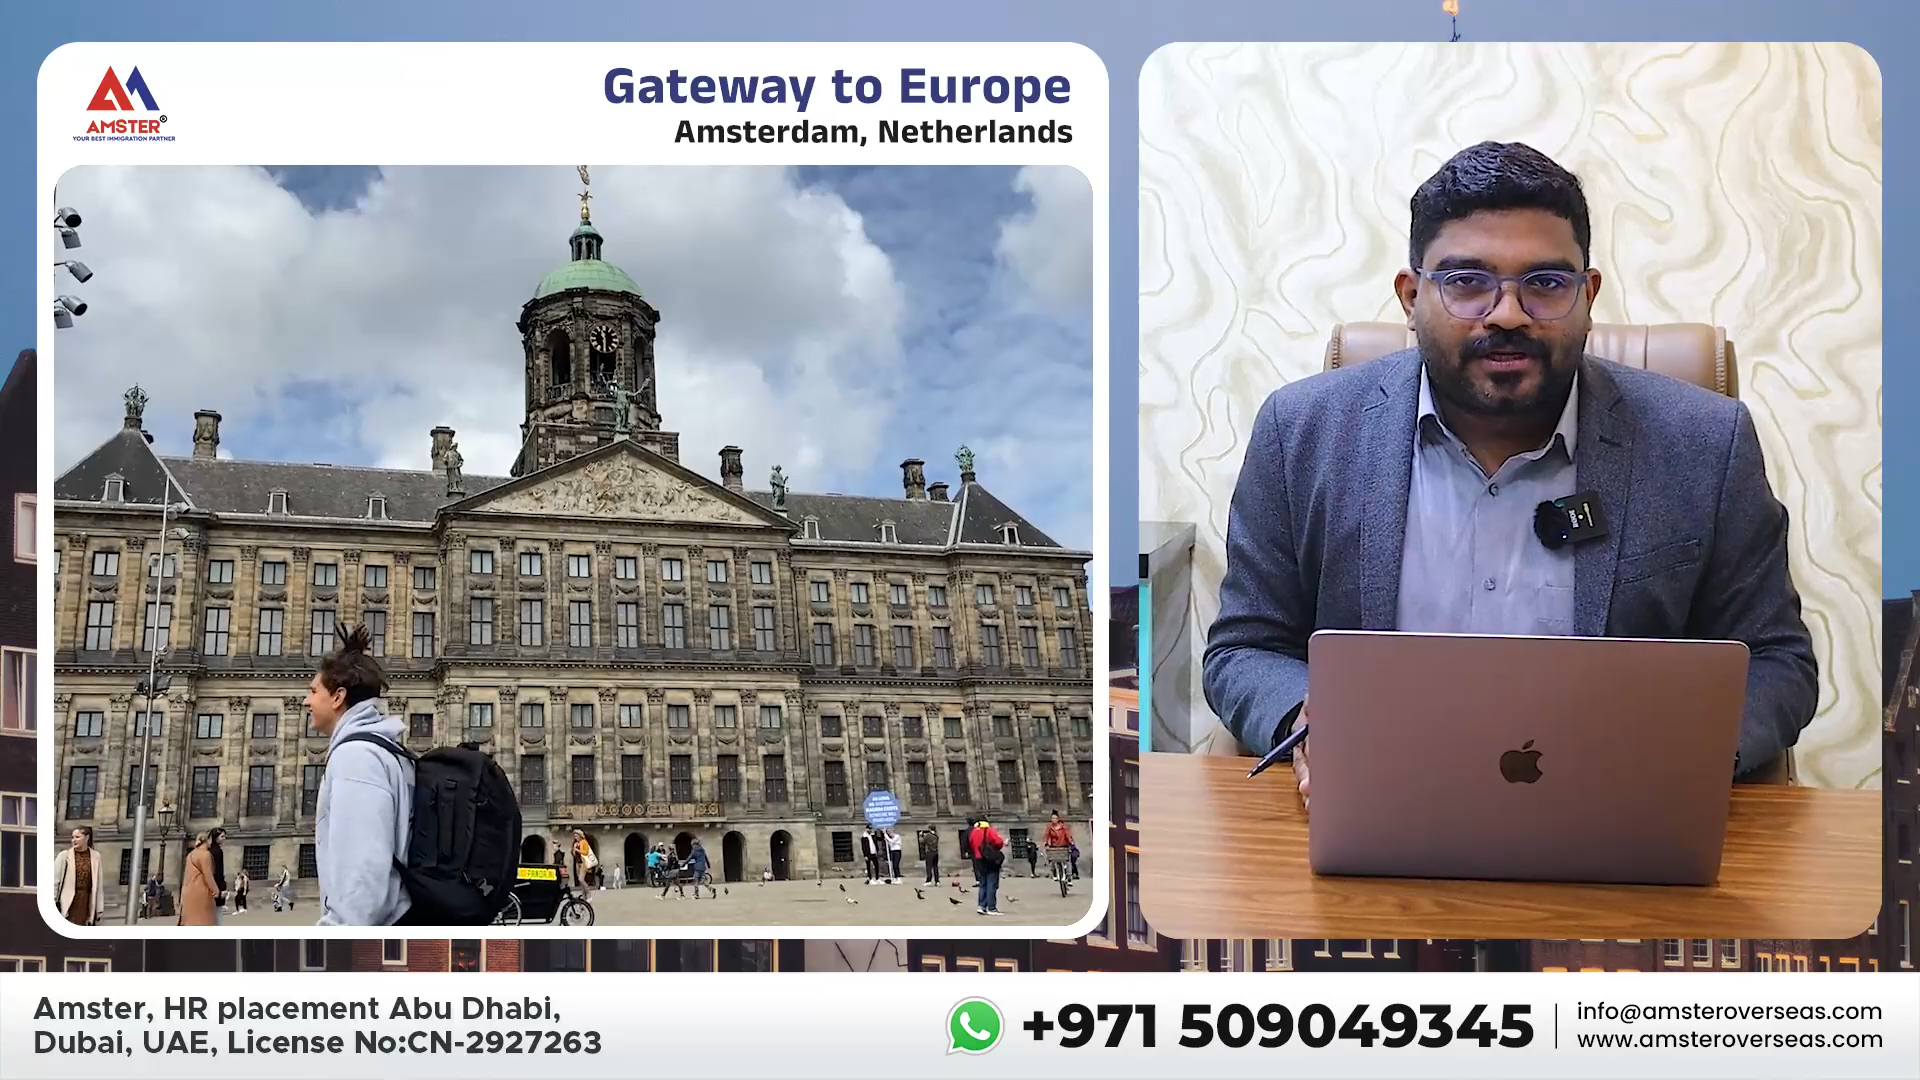 AMSTER®
YOUR BEST IMMIGRATION PARTNER
Gateway to Europe
Amsterdam, Netherlands
Amster, HR placement Abu Dhabi,
Dubai, UAE, License No:CN-2927263
+971 509049345
info@amsteroverseas.com
www.amsteroverseas.com